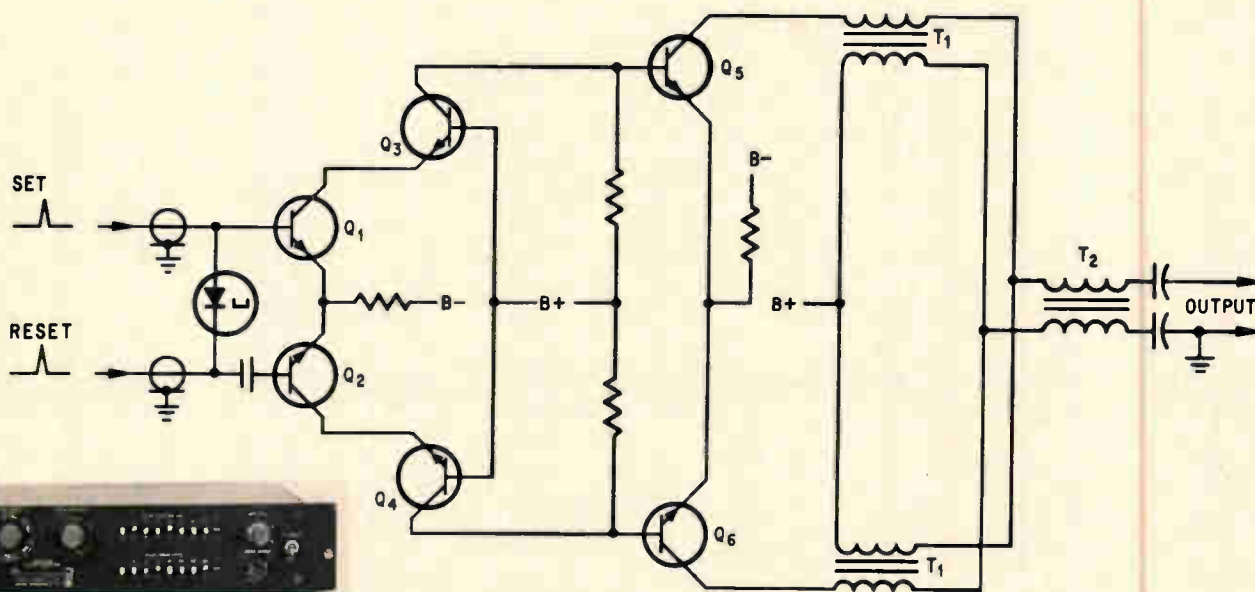 T1
Q5
Q3
B-
SET
Q1
T2
B-
B+
B+
OUTPUT
RESET
Q2
Q4
Q6
T1